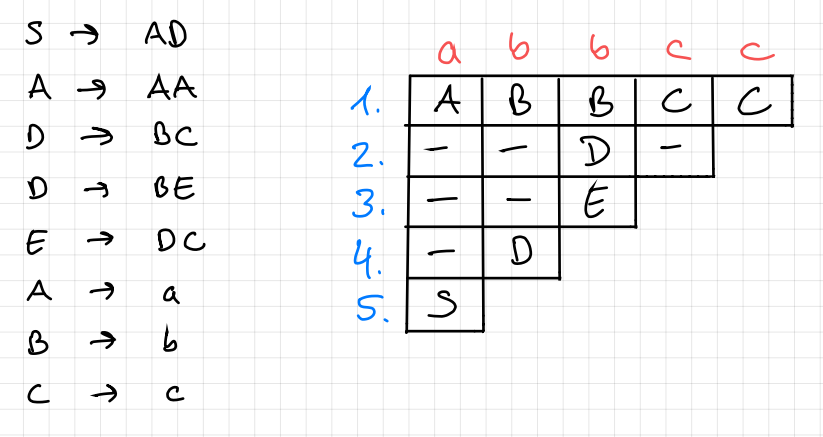 S → AD
A → AA
D → BC
D → BE
E → DC
A → a
B → b
C → c
a b b c c
1. A B B C C
2. – – D –
3. – – E
4. – D
5. S